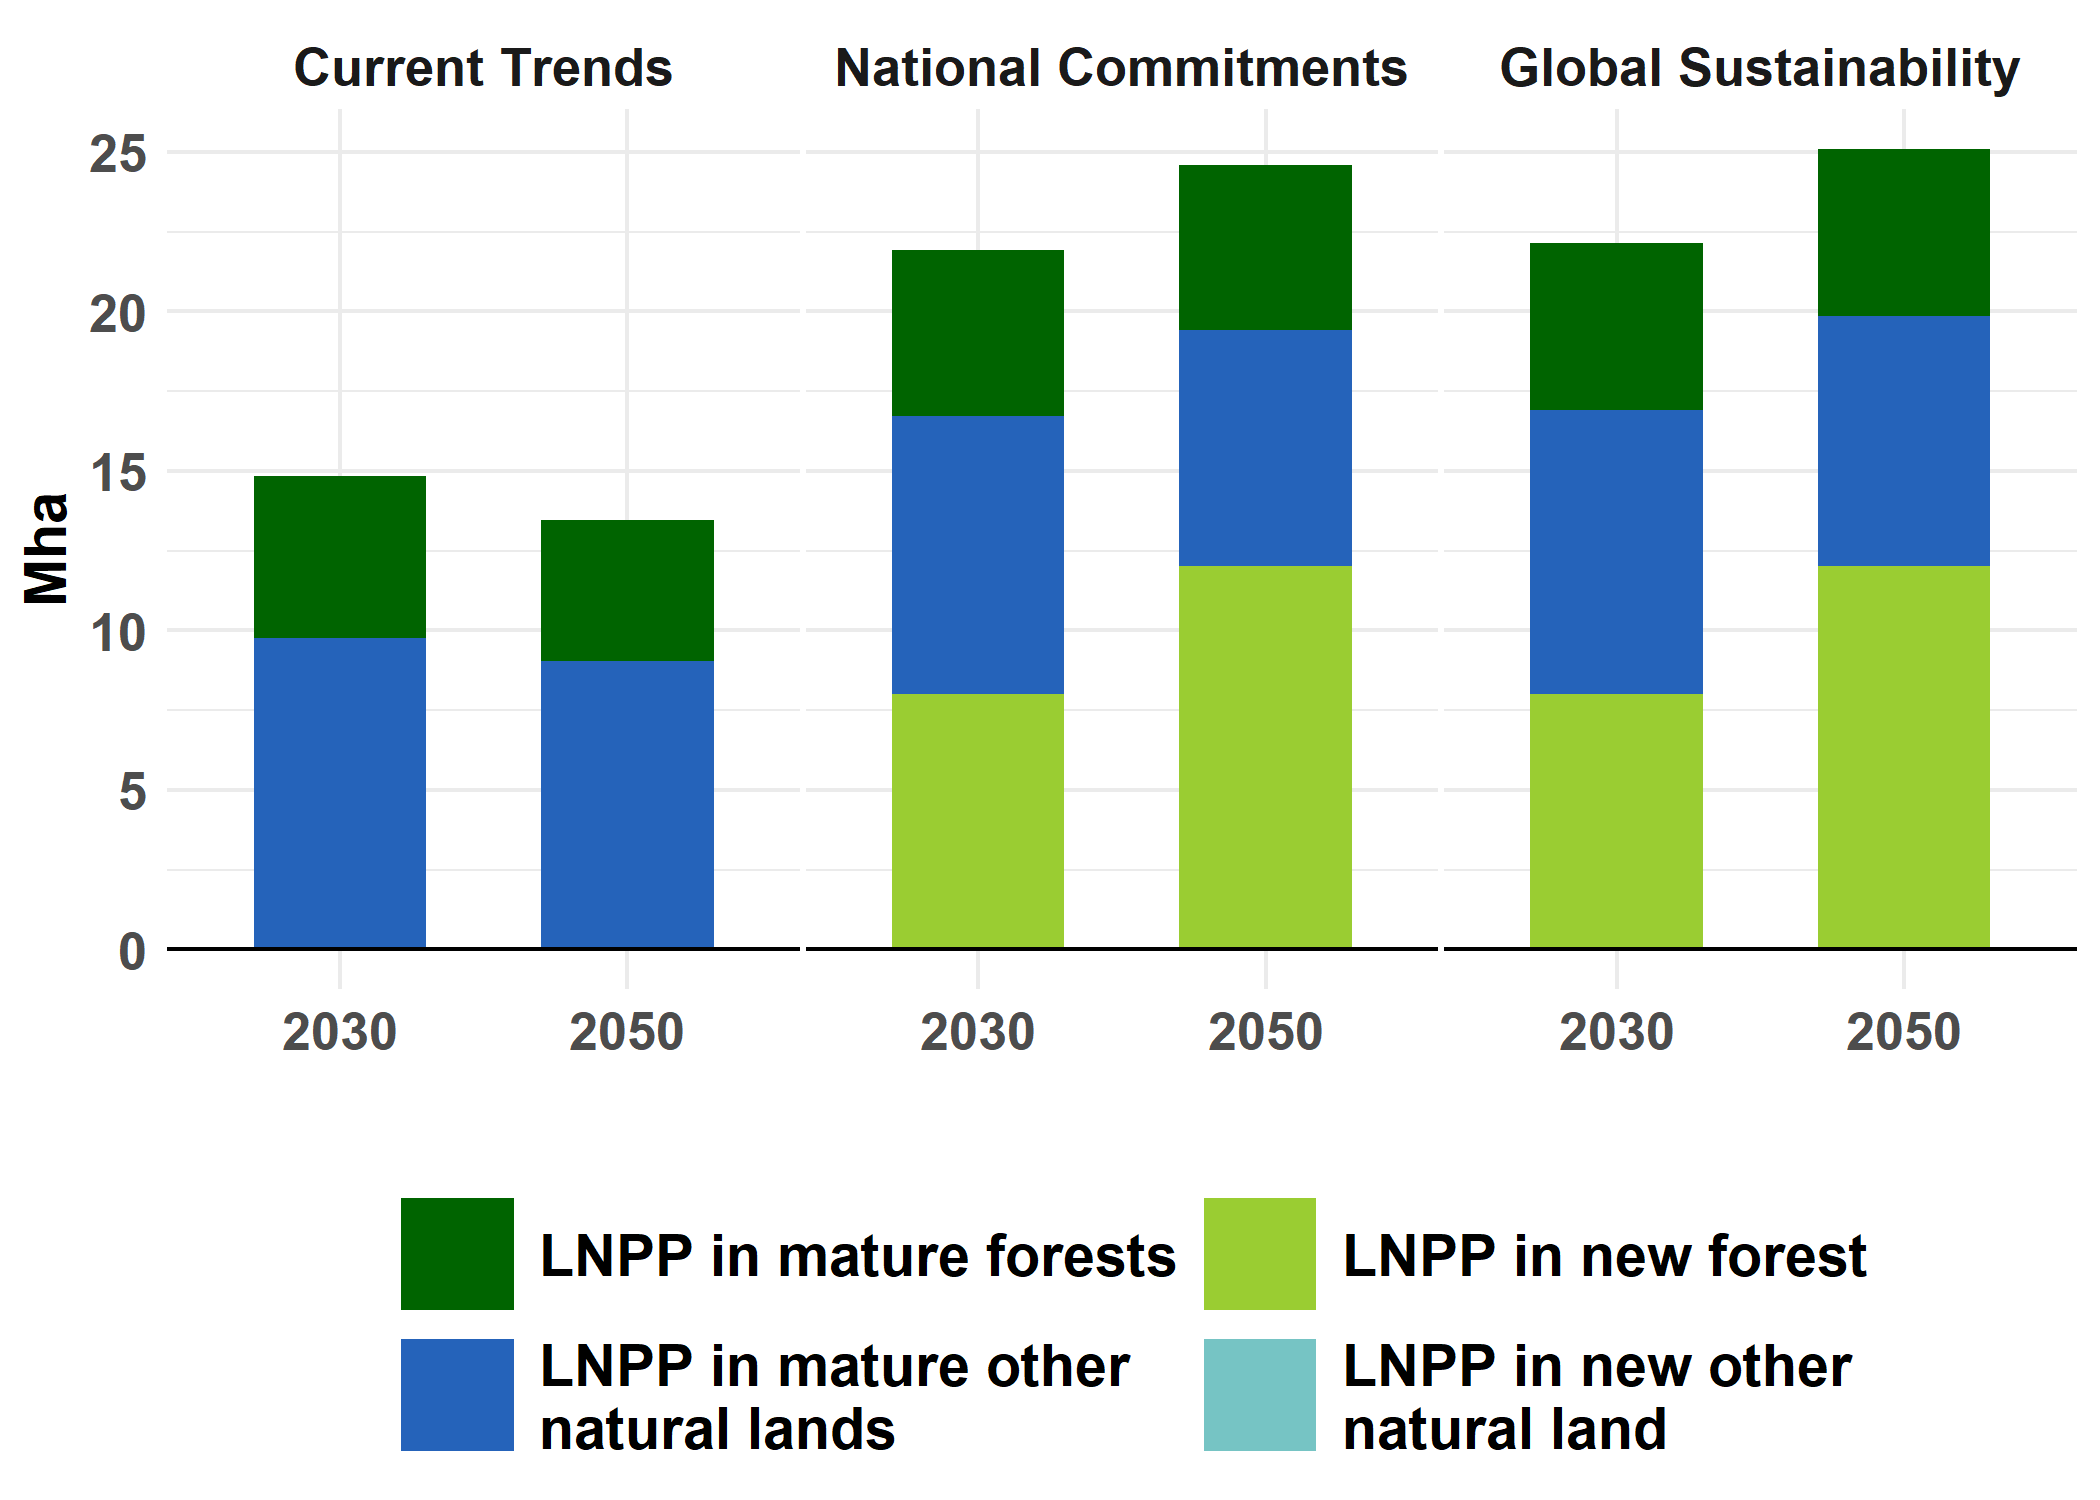 Current Trends
National Commitments
Global Sustainability
Mha
25
20
15
10
5
0
2030
2050
2030
2050
2030
2050
LNPP in mature forests
LNPP in new forest
LNPP in mature other
natural lands
LNPP in new other
natural land